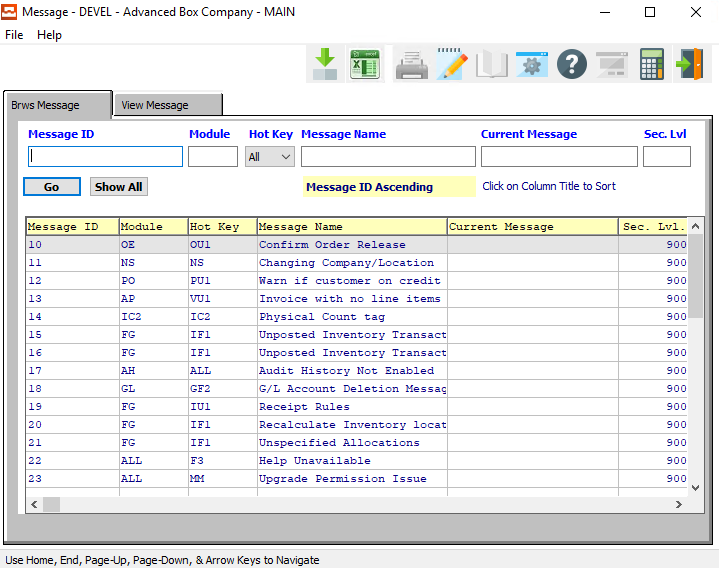 Message - DEVEL - Advanced Box Company - MAIN
File Help
Brws Message View Message
Message ID Module Hot Key Message Name Current Message Sec. Lvl
All
Go Show All Message ID Ascending Click on Column Title to Sort
Message ID Module Hot Key Message Name Current Message Sec. Lvl.
10 OE OU1 Confirm Order Release 900
11 NS NS Changing Company/Location 900
12 PO PU1 Warn if customer on credit 900
13 AP VU1 Invoice with no line items 900
14 IC2 IC2 Physical Count tag 900
15 FG IF1 Unposted Inventory Transact 900
16 FG IF1 Unposted Inventory Transact 900
17 AH ALL Audit History Not Enabled 900
18 GL GF2 G/L Account Deletion Messag 900
19 FG IU1 Receipt Rules 900
20 FG IF1 Recalculate Inventory locat 900
21 FG IF1 Unspecified Allocations 900
22 ALL F3 Help Unavailable 900
23 ALL MM Upgrade Permission Issue 900
Use Home, End, Page-Up, Page-Down, & Arrow Keys to Navigate